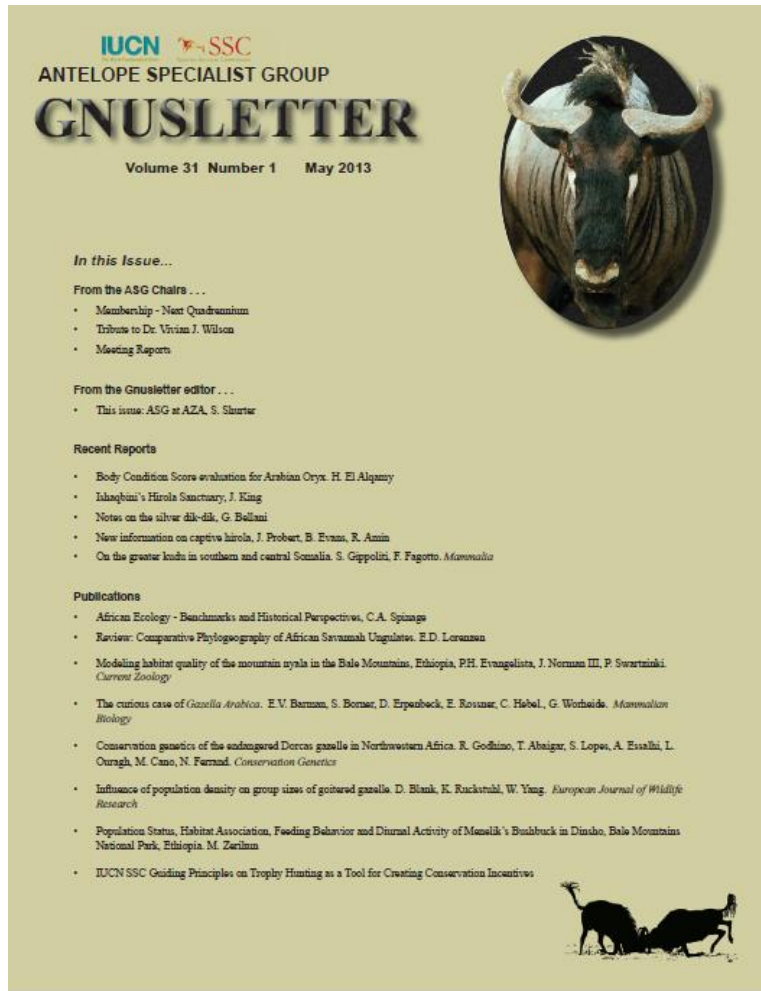 IUCN SSC
ANTELOPE SPECIALIST GROUP
GNUSLETTER
Volume 31 Number 1 May 2013
In this Issue...
From the ASG Chairs . . .
• Membership - Next Quadrennium
• Tribute to Dr. Vivian J. Wilson
• Meeting Reports
From the Gnusletter editor . . .
• This issue: ASG at AZA, S. Shurter
Recent Reports
• Body Condition Score evaluation for Arabian Oryx. H. El Alqamy
• Ishaqbini's Hirola Sanctuary, J. King
• Notes on the silver dik-dik, G. Bellani
• New information on captive hirola, J. Probert, B. Evans, R. Amin
• On the greater kudu in southern and central Somalia. S. Gippoliti, F. Fagotto. Mammalia
Publications
• African Ecology - Benchmarks and Historical Perspectives, C.A. Spinage
• Review: Comparative Phylogeography of African Savannah Ungulates. E.D. Lorenzen
• Modeling habitat quality of the mountain nyala in the Bale Mountains, Ethiopia, P.H. Evangelista, J. Norman III, P. Swartzinki.
Current Zoology
• The curious case of Gazella Arabica. E.V. Barman, S. Borner, D. Erpenbeck, E. Rossner, C. Hebel., G. Worheide. Mammalian
Biology
• Conservation genetics of the endangered Dorcas gazelle in Northwestern Africa. R. Godhino, T. Abaigar, S. Lopes, A. Essalhi, L.
Ouragh, M. Cano, N. Ferrand. Conservation Genetics
• Influence of population density on group sizes of goitered gazelle. D. Blank, K. Ruckstuhl, W. Yang. European Journal of Wildlife
Research
• Population Status, Habitat Association, Feeding Behavior and Diurnal Activity of Menelik's Bushbuck in Dinsho, Bale Mountains
National Park, Ethiopia. M. Zerihun
• IUCN SSC Guiding Principles on Trophy Hunting as a Tool for Creating Conservation Incentives